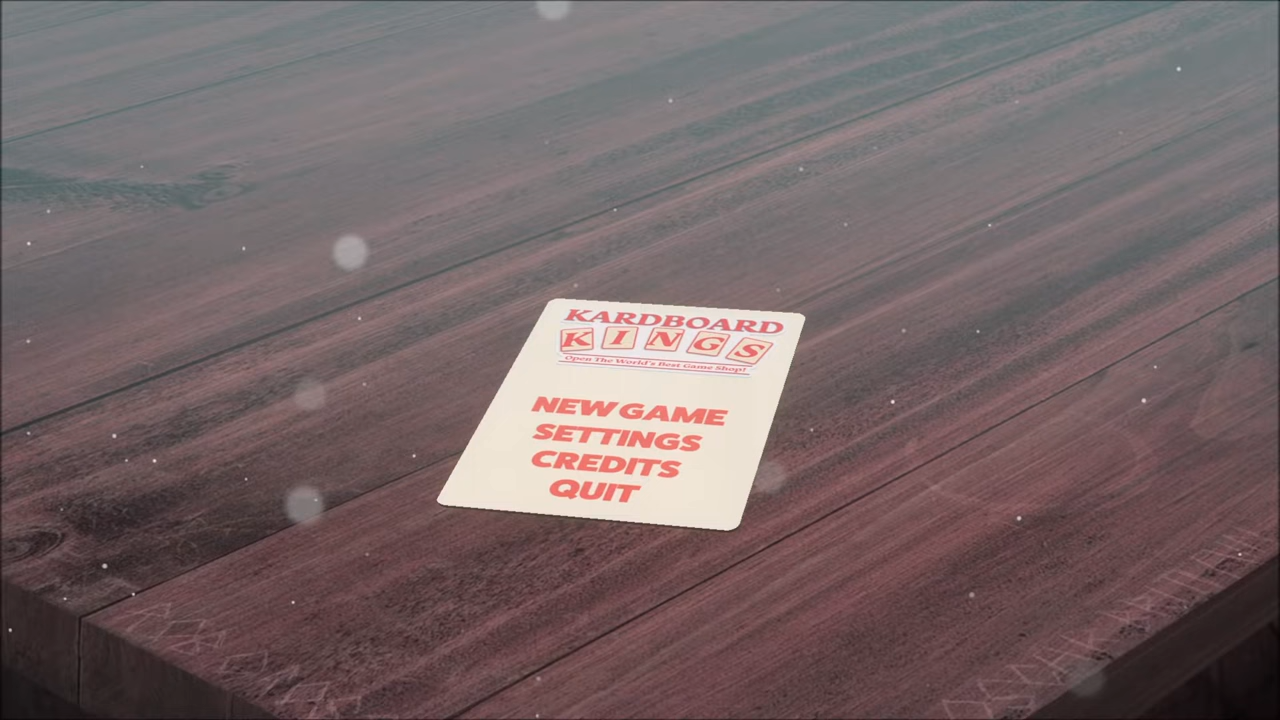 KARDBOARD
KINGS
Open The World's Best Game Shop!
NEW GAME
SETTINGS
CREDITS
QUIT